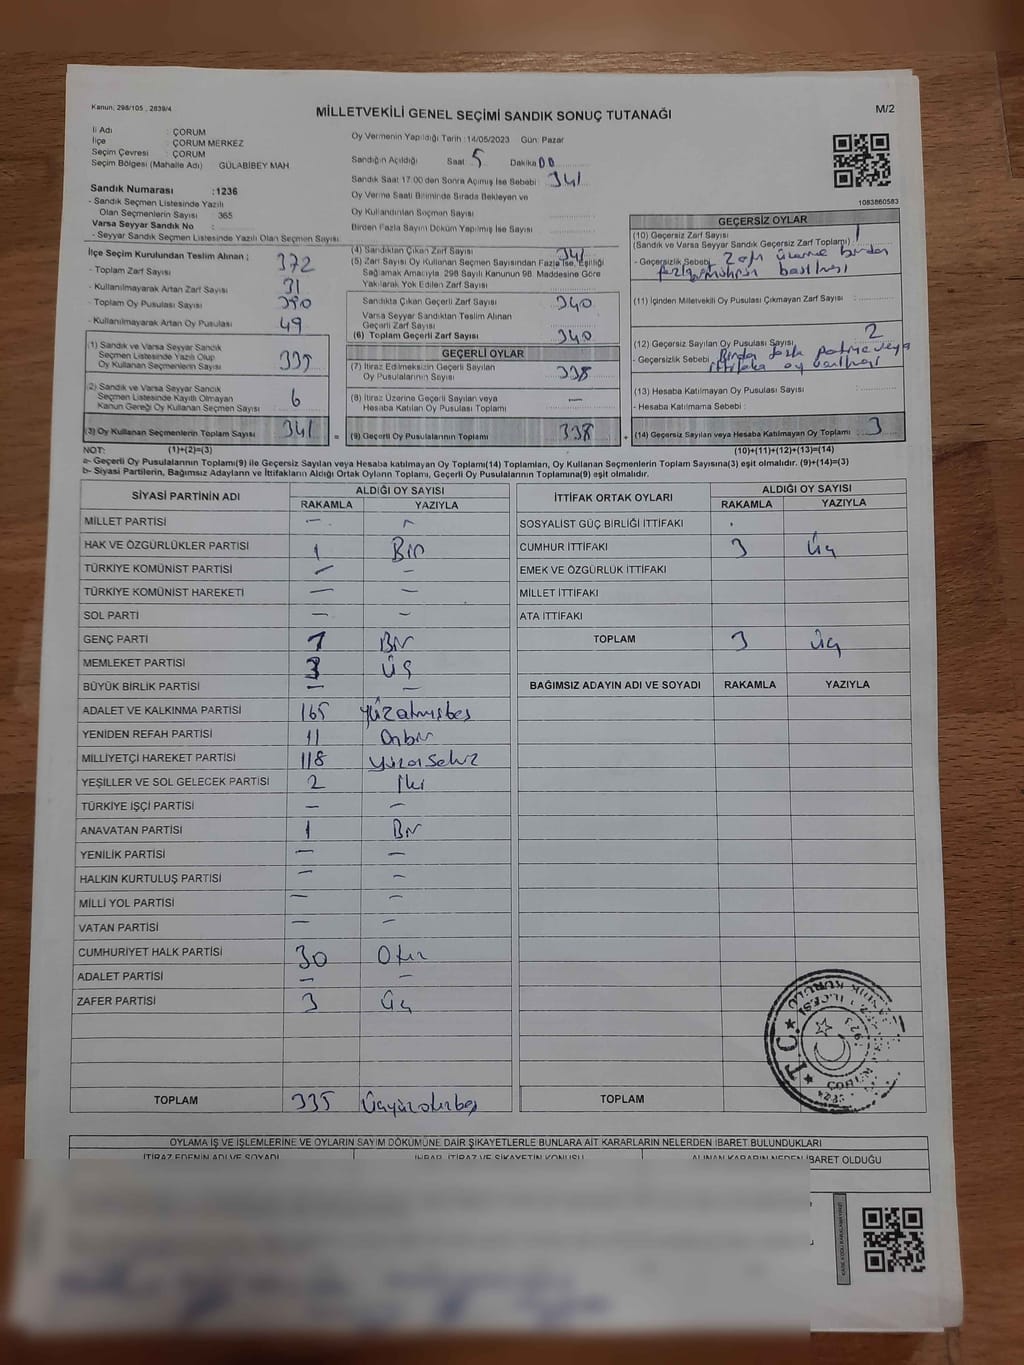 Kanun, 298/105 , 2839/4
MİLLETVEKİLİ GENEL SEÇİMİ SANDIK SONUÇ TUTANAĞI
M/2
İl Adı : ÇORUM
İlçe : ÇORUM MERKEZ
Seçim Çevresi : ÇORUM
Seçim Bölgesi (Mahalle Adı) GÜLABİBEY MAH.
Sandık Numarası :1236
- Sandık Seçmen Listesinde Yazılı
Olan Seçmenlerin Sayısı 365
Varsa Seyyar Sandık No :
- Seyyar Sandık Seçmen Listesinde Yazılı Olan Seçmen Sayısı
Oy Vermenin Yapıldığı Tarih :14/05/2023 Gün: Pazar
Sandığın Açıldığı Saat 5 Dakika 00
Sandık Saat 17.00'den Sonra Açılmış İse Sebebi : 341
Oy Verme Saati Bitiminde Sırada Bekleyen ve
Oy Kullandırılan Seçmen Sayısı
Birden Fazla Sayım Döküm Yapılmış İse Sayısı
1083860583
İlçe Seçim Kurulundan Teslim Alınan ;
- Toplam Zarf Sayısı 372
- Kullanılmayarak Artan Zarf Sayısı 31
- Toplam Oy Pusulası Sayısı 390
- Kullanılmayarak Artan Oy Pusulası 49
(1) Sandık ve Varsa Seyyar Sandık
Seçmen Listesinde Yazılı Olup
Oy Kullanan Seçmenlerin Sayısı 335
(2) Sandık ve Varsa Seyyar Sandık
Seçmen Listesinde Kayıtlı Olmayan
Kanun Gereği Oy Kullanan Seçmen Sayısı 6
(3) Oy Kullanan Seçmenlerin Toplam Sayısı 341 =
(4) Sandıktan Çıkan Zarf Sayısı 341
(5) Zarf Sayısı Oy Kullanan Seçmen Sayısından Fazla İse, Eşitliği
Sağlamak Amacıyla 298 Sayılı Kanunun 98. Maddesine Göre
Yakılarak Yok Edilen Zarf Sayısı
Sandıkta Çıkan Geçerli Zarf Sayısı 340
Varsa Seyyar Sandıktan Teslim Alınan
Geçerli Zarf Sayısı
(6) Toplam Geçerli Zarf Sayısı 340
GEÇERLİ OYLAR
(7) İtiraz Edilmeksizin Geçerli Sayılan
Oy Pusulalarının Sayısı 338
(8) İtiraz Üzerine Geçerli Sayılan veya
Hesaba Katılan Oy Pusulası Toplamı —
(9) Geçerli Oy Pusulalarının Toplamı 338 +
GEÇERSİZ OYLAR
(10) Geçersiz Zarf Sayısı 1
(Sandık ve Varsa Seyyar Sandık Geçersiz Zarf Toplamı)
- Geçersizlik Sebebi : Zarfı üzerine birden
fazla mühür basılması
(11) İçinden Milletvekili Oy Pusulası Çıkmayan Zarf Sayısı :
(12) Geçersiz Sayılan Oy Pusulası Sayısı 2
- Geçersizlik Sebebi : Birden fazla partiye veya
ittifaka oy verilmesi
(13) Hesaba Katılmayan Oy Pusulası Sayısı :
- Hesaba Katılmama Sebebi :
(14) Geçersiz Sayılan veya Hesaba Katılmayan Oy Toplamı : 3
NOT: (1)+(2)=(3) (10)+(11)+(12)+(13)=(14)
a- Geçerli Oy Pusulalarının Toplamı(9) ile Geçersiz Sayılan veya Hesaba katılmayan Oy Toplamı(14) Toplamları, Oy Kullanan Seçmenlerin Toplam Sayısına(3) eşit olmalıdır. (9)+(14)=(3)
b- Siyasi Partilerin, Bağımsız Adayların ve İttifakların Aldığı Ortak Oyların Toplamı, Geçerli Oy Pusulalarının Toplamına(9) eşit olmalıdır.
SİYASİ PARTİNİN ADI ALDIĞI OY SAYISI
RAKAMLA YAZIYLA
MİLLET PARTİSİ — —
HAK VE ÖZGÜRLÜKLER PARTİSİ 1 Bir
TÜRKİYE KOMÜNİST PARTİSİ — —
TÜRKİYE KOMÜNİST HAREKETİ — —
SOL PARTİ — —
GENÇ PARTİ 1 Bir
MEMLEKET PARTİSİ 3 Üç
BÜYÜK BİRLİK PARTİSİ — —
ADALET VE KALKINMA PARTİSİ 165 yüzatmışbeş
YENİDEN REFAH PARTİSİ 11 Onbir
MİLLİYETÇİ HAREKET PARTİSİ 118 yüzonsekiz
YEŞİLLER VE SOL GELECEK PARTİSİ 2 İki
TÜRKİYE İŞÇİ PARTİSİ — —
ANAVATAN PARTİSİ 1 Bir
YENİLİK PARTİSİ — —
HALKIN KURTULUŞ PARTİSİ — —
MİLLİ YOL PARTİSİ — —
VATAN PARTİSİ — —
CUMHURİYET HALK PARTİSİ 30 Otuz
ADALET PARTİSİ — —
ZAFER PARTİSİ 3 Üç
TOPLAM 335 Üçyüzotuzbeş
İTTİFAK ORTAK OYLARI ALDIĞI OY SAYISI
RAKAMLA YAZIYLA
SOSYALİST GÜÇ BİRLİĞİ İTTİFAKI
CUMHUR İTTİFAKI 3 Üç
EMEK VE ÖZGÜRLÜK İTTİFAKI
MİLLET İTTİFAKI
ATA İTTİFAKI
TOPLAM 3 Üç
BAĞIMSIZ ADAYIN ADI VE SOYADI RAKAMLA YAZIYLA
TOPLAM
T.C.
OYLAMA İŞ VE İŞLEMLERİNE VE OYLARIN SAYIM DÖKÜMÜNE DAİR ŞİKAYETLERLE BUNLARA AİT KARARLARIN NELERDEN İBARET BULUNDUKLARI
İTİRAZ EDENİN ADI VE SOYADI İHBAR, İTİRAZ VE ŞİKAYETİN KONUSU ALINAN KARARIN NEDEN İBARET OLDUĞU